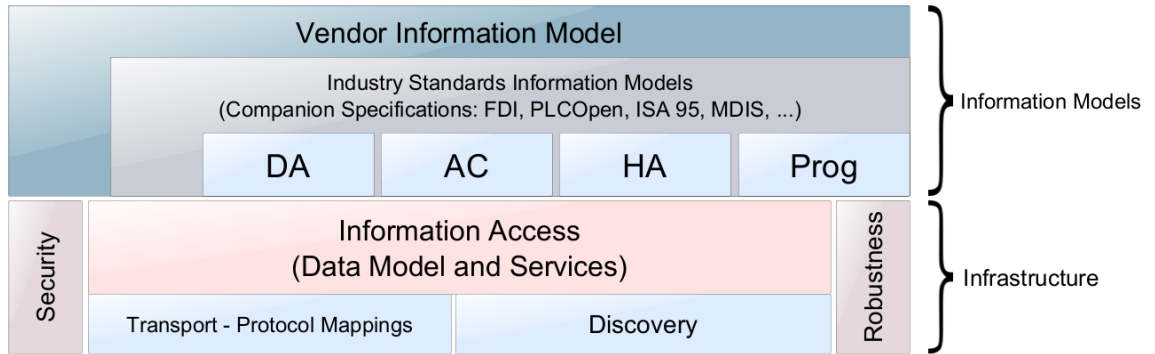 Vendor Information Model
Industry Standards Information Models
(Companion Specifications: FDI, PLCOpen, ISA 95, MDIS, ...)
DA
AC
HA
Prog
Information Models
Security
Information Access
(Data Model and Services)
Robustness
Infrastructure
Transport - Protocol Mappings
Discovery